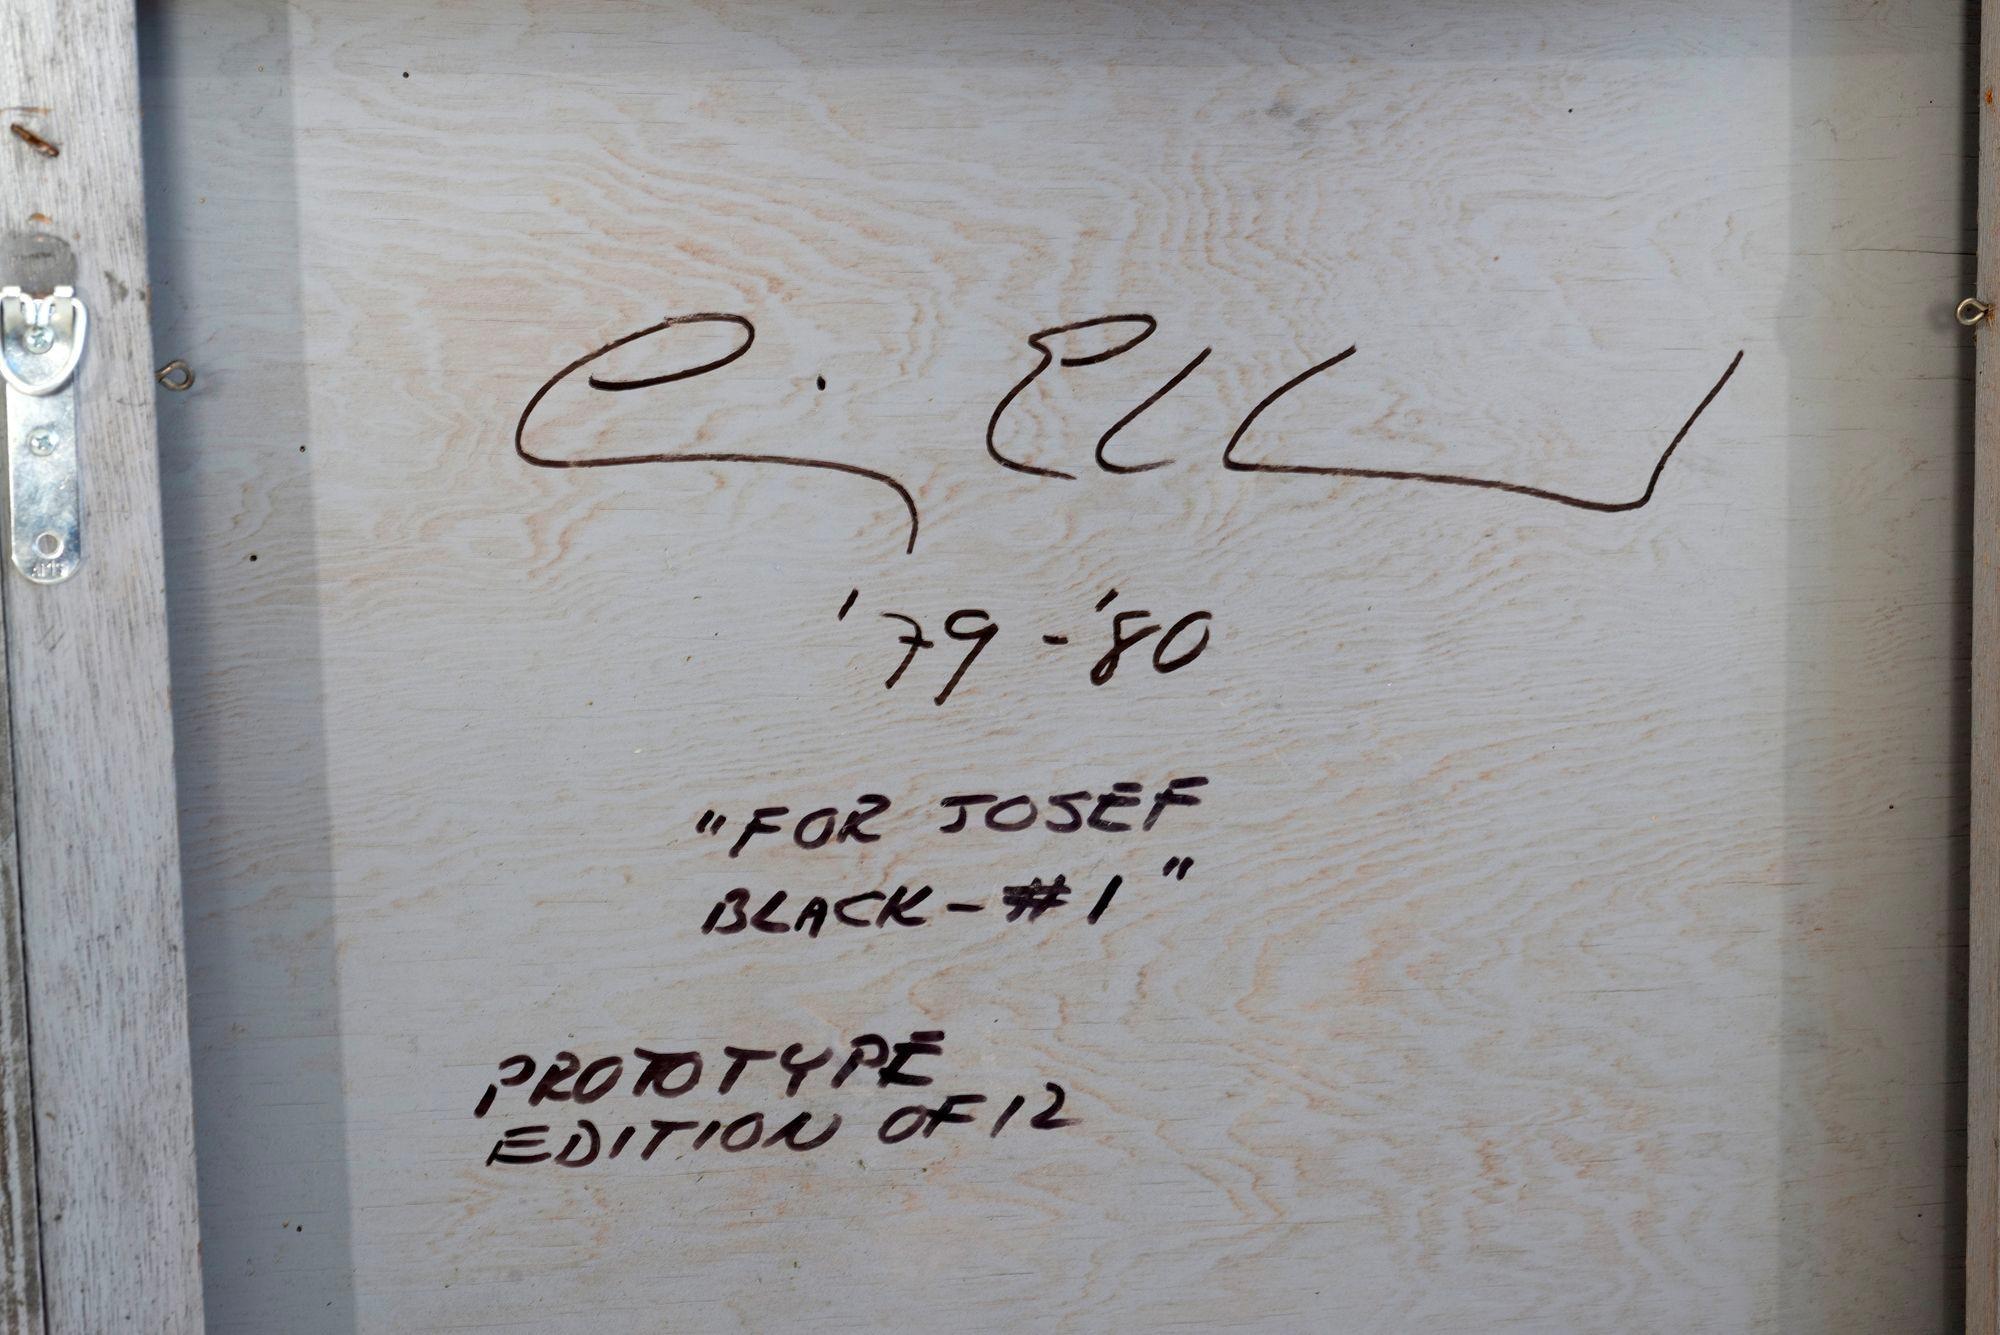 '79-'80
"FOR JOSEF
BLACK-#1"
PROTOTYPE
EDITION OF 12